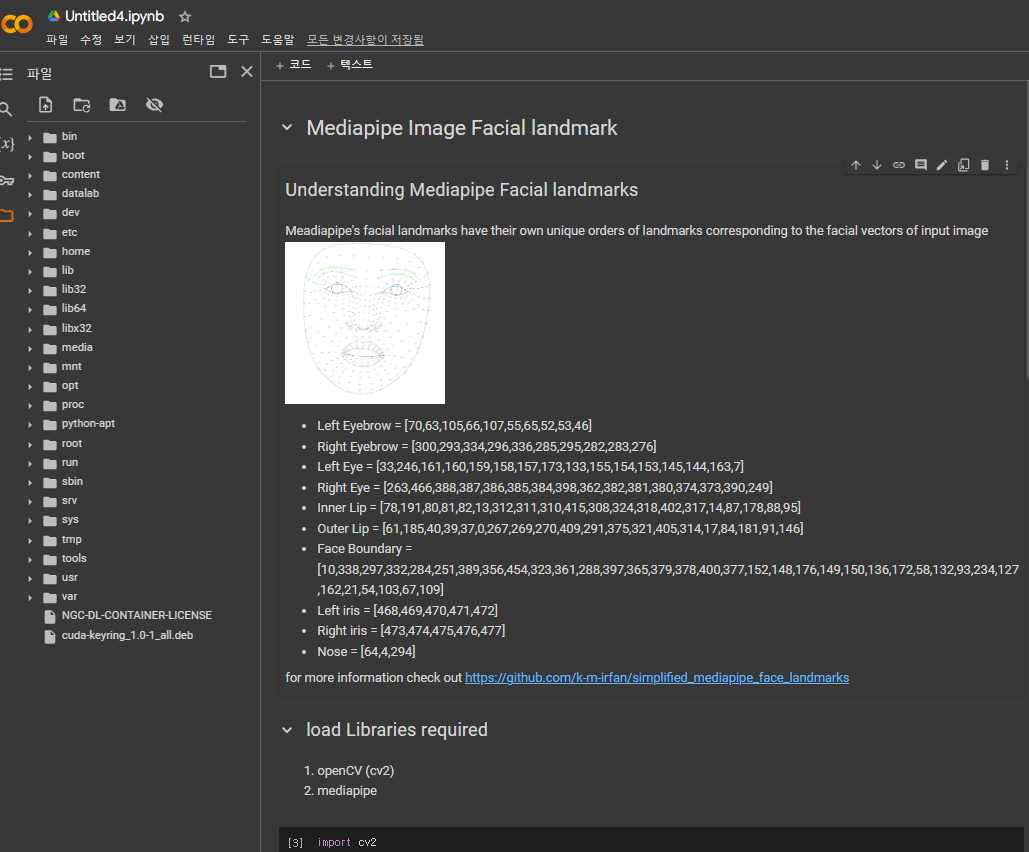 Untitled4.ipynb
파일 수정 보기 삽입 런타임 도구 도움말 모든 변경사항이 저장됨
파일
+ 코드 + 텍스트
{x}
bin
boot
content
datalab
dev
etc
home
lib
lib32
lib64
libx32
media
mnt
opt
proc
python-apt
root
run
sbin
srv
sys
tmp
tools
usr
var
NGC-DL-CONTAINER-LICENSE
cuda-keyring_1.0-1_all.deb
Mediapipe Image Facial landmark
Understanding Mediapipe Facial landmarks
Meadiapipe's facial landmarks have their own unique orders of landmarks corresponding to the facial vectors of input image
• Left Eyebrow = [70,63,105,66,107,55,65,52,53,46]
• Right Eyebrow = [300,293,334,296,336,285,295,282,283,276]
• Left Eye = [33,246,161,160,159,158,157,173,133,155,154,153,145,144,163,7]
• Right Eye = [263,466,388,387,386,385,384,398,362,382,381,380,374,373,390,249]
• Inner Lip = [78,191,80,81,82,13,312,311,310,415,308,324,318,402,317,14,87,178,88,95]
• Outer Lip = [61,185,40,39,37,0,267,269,270,409,291,375,321,405,314,17,84,181,91,146]
• Face Boundary =
[10,338,297,332,284,251,389,356,454,323,361,288,397,365,379,378,400,377,152,148,176,149,150,136,172,58,132,93,234,127
,162,21,54,103,67,109]
• Left iris = [468,469,470,471,472]
• Right iris = [473,474,475,476,477]
• Nose = [64,4,294]
for more information check out https://github.com/k-m-irfan/simplified_mediapipe_face_landmarks
load Libraries required
1. openCV (cv2)
2. mediapipe
[3] import cv2